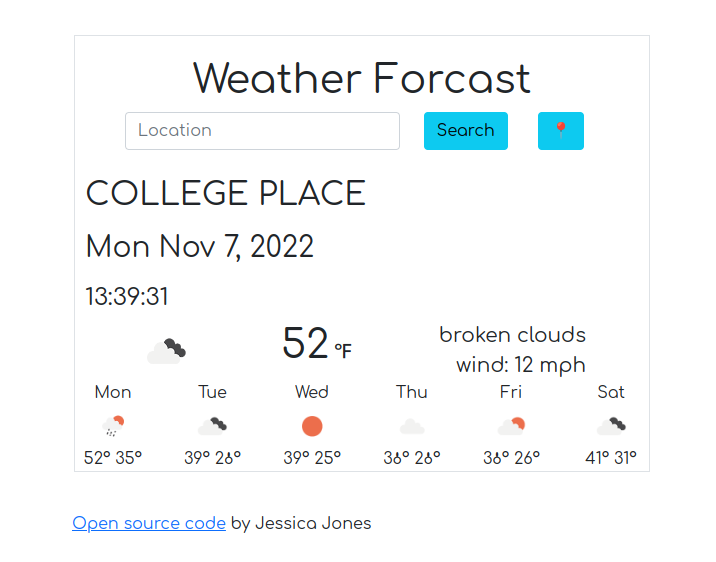 Weather Forcast
Location
Search
COLLEGE PLACE
Mon Nov 7, 2022
13:39:31
52 °F
broken clouds
wind: 12 mph
Mon Tue Wed Thu Fri Sat
52° 35° 39° 26° 39° 25° 36° 26° 36° 26° 41° 31°
Open source code by Jessica Jones